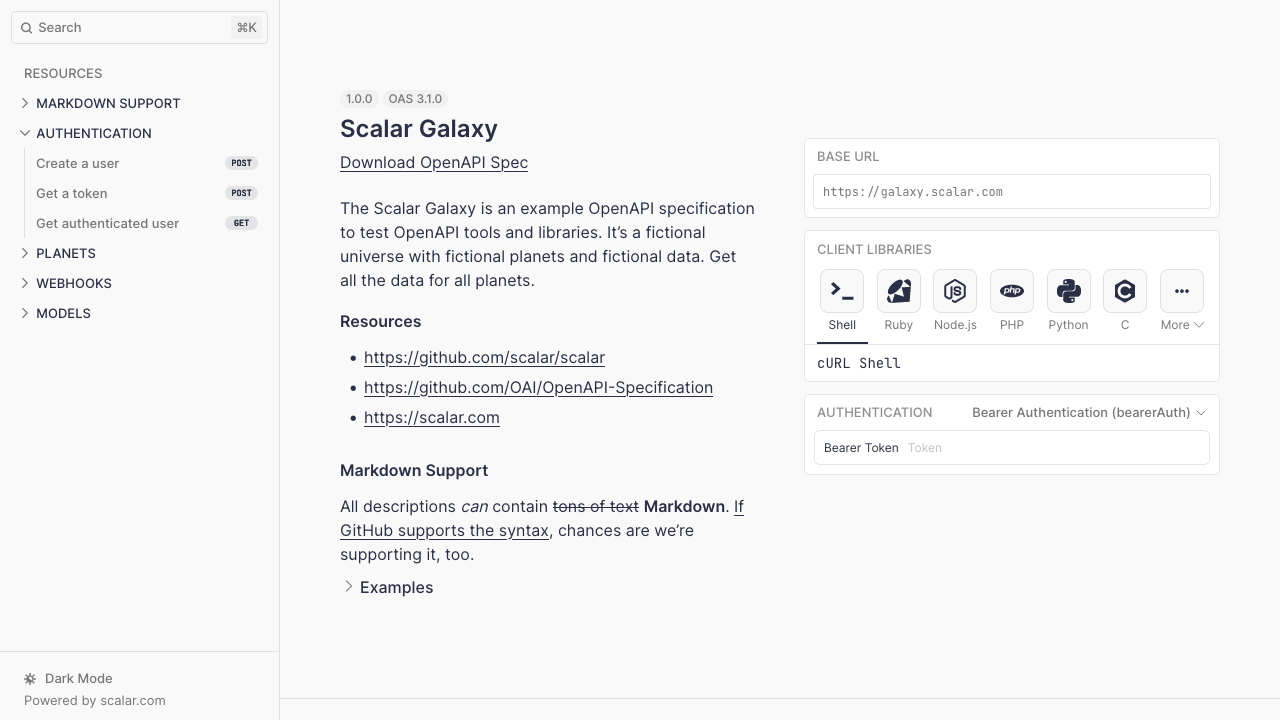 Search ⌘K
RESOURCES
MARKDOWN SUPPORT
AUTHENTICATION
Create a user POST
Get a token POST
Get authenticated user GET
PLANETS
WEBHOOKS
MODELS
Dark Mode
Powered by scalar.com
1.0.0 OAS 3.1.0
Scalar Galaxy
Download OpenAPI Spec
The Scalar Galaxy is an example OpenAPI specification
to test OpenAPI tools and libraries. It’s a fictional
universe with fictional planets and fictional data. Get
all the data for all planets.
Resources
• https://github.com/scalar/scalar
• https://github.com/OAI/OpenAPI-Specification
• https://scalar.com
Markdown Support
All descriptions can contain tons of text Markdown. If
GitHub supports the syntax, chances are we’re
supporting it, too.
Examples
BASE URL
https://galaxy.scalar.com
CLIENT LIBRARIES
JS php C
Shell Ruby Node.js PHP Python C More
cURL Shell
AUTHENTICATION Bearer Authentication (bearerAuth)
Bearer Token Token